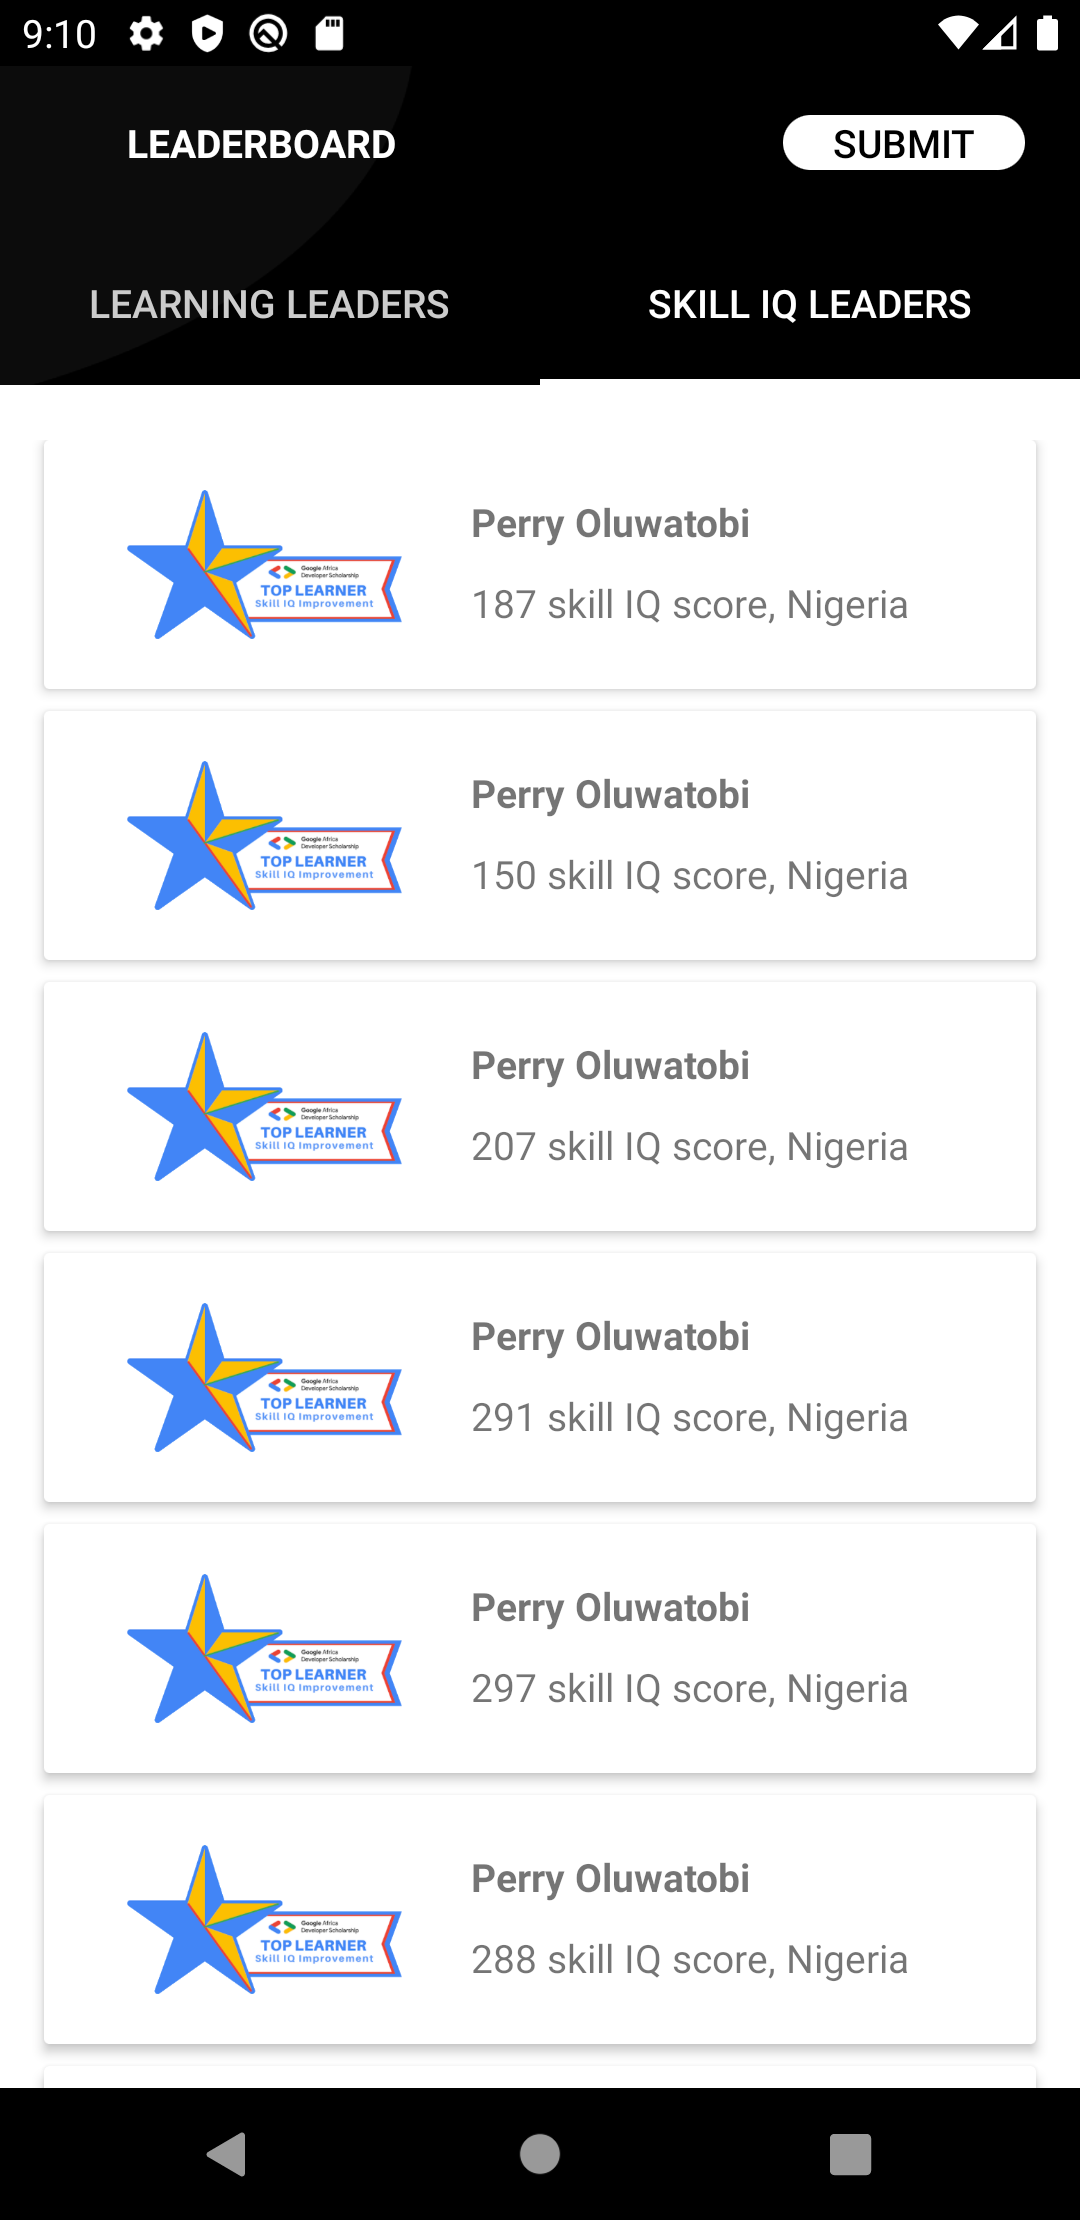 9:10
LEADERBOARD
SUBMIT
LEARNING LEADERS
SKILL IQ LEADERS
Google Africa
Developer Scholarship
TOP LEARNER
Skill IQ Improvement
Perry Oluwatobi
187 skill IQ score, Nigeria
Google Africa
Developer Scholarship
TOP LEARNER
Skill IQ Improvement
Perry Oluwatobi
150 skill IQ score, Nigeria
Google Africa
Developer Scholarship
TOP LEARNER
Skill IQ Improvement
Perry Oluwatobi
207 skill IQ score, Nigeria
Google Africa
Developer Scholarship
TOP LEARNER
Skill IQ Improvement
Perry Oluwatobi
291 skill IQ score, Nigeria
Google Africa
Developer Scholarship
TOP LEARNER
Skill IQ Improvement
Perry Oluwatobi
297 skill IQ score, Nigeria
Google Africa
Developer Scholarship
TOP LEARNER
Skill IQ Improvement
Perry Oluwatobi
288 skill IQ score, Nigeria